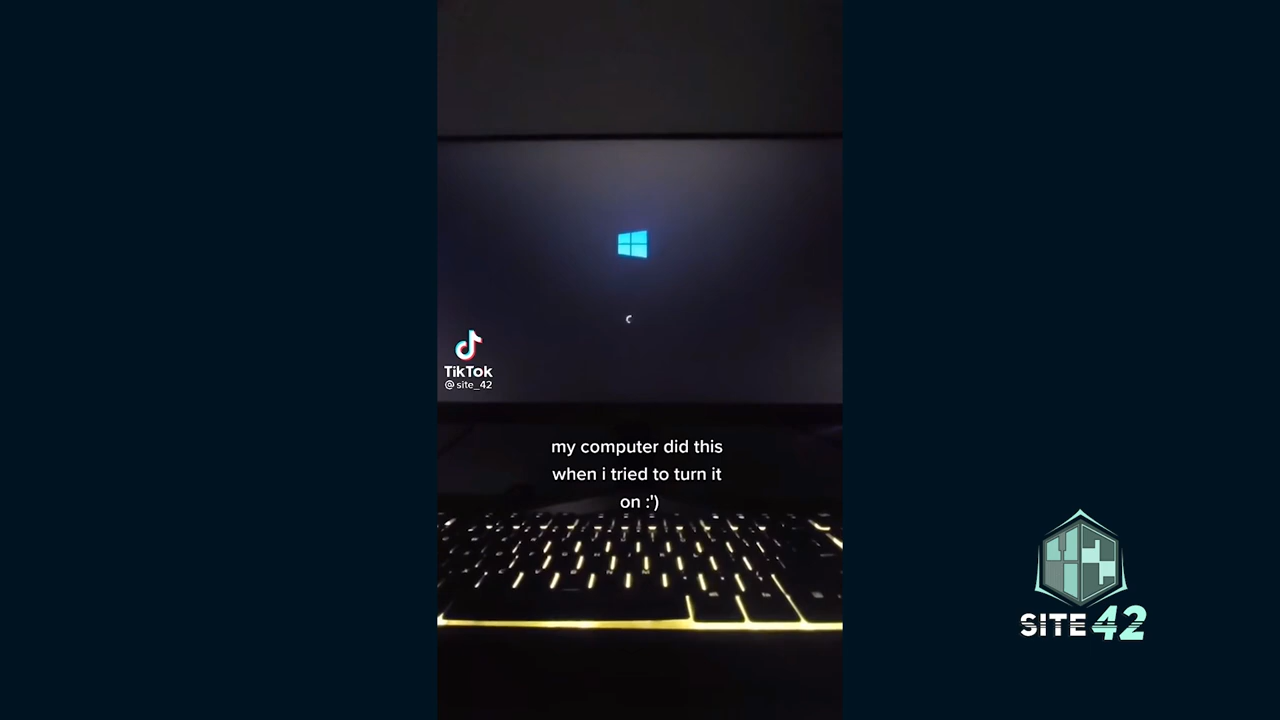 TikTok
@site_42
my computer did this
when i tried to turn it
on :')
SITE 42